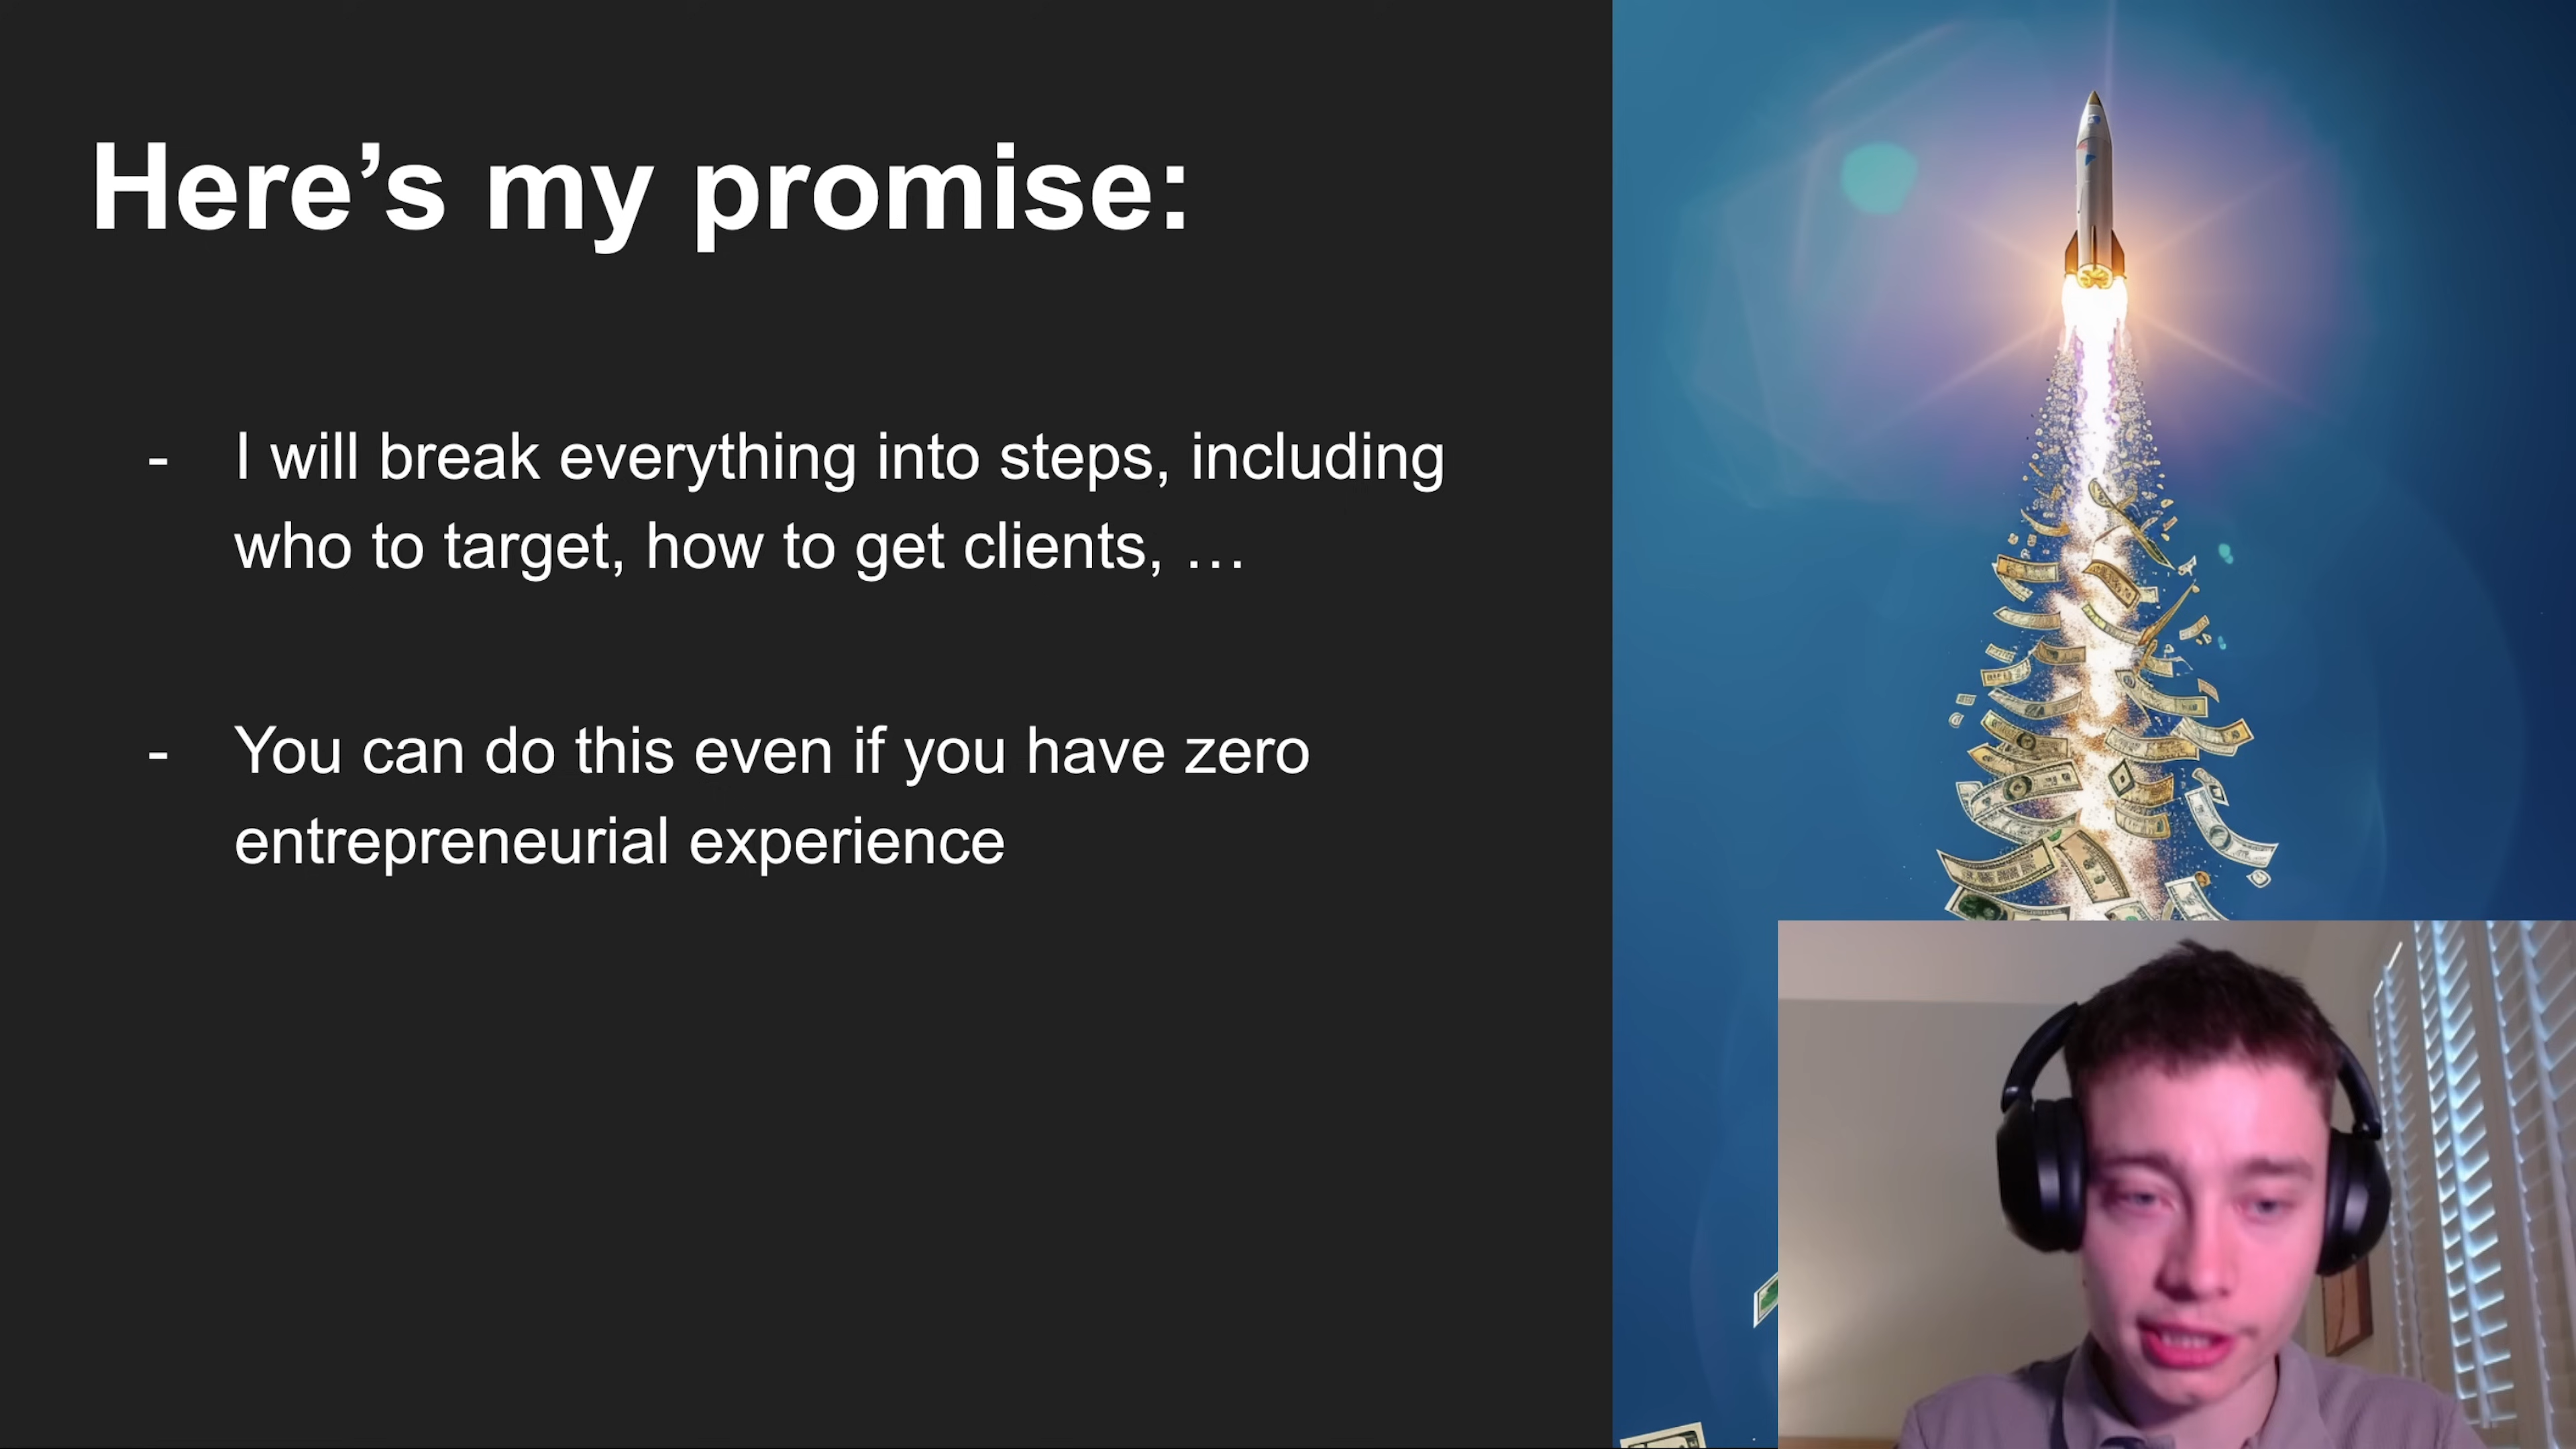 Here’s my promise:
- I will break everything into steps, including
who to target, how to get clients, …
- You can do this even if you have zero
entrepreneurial experience